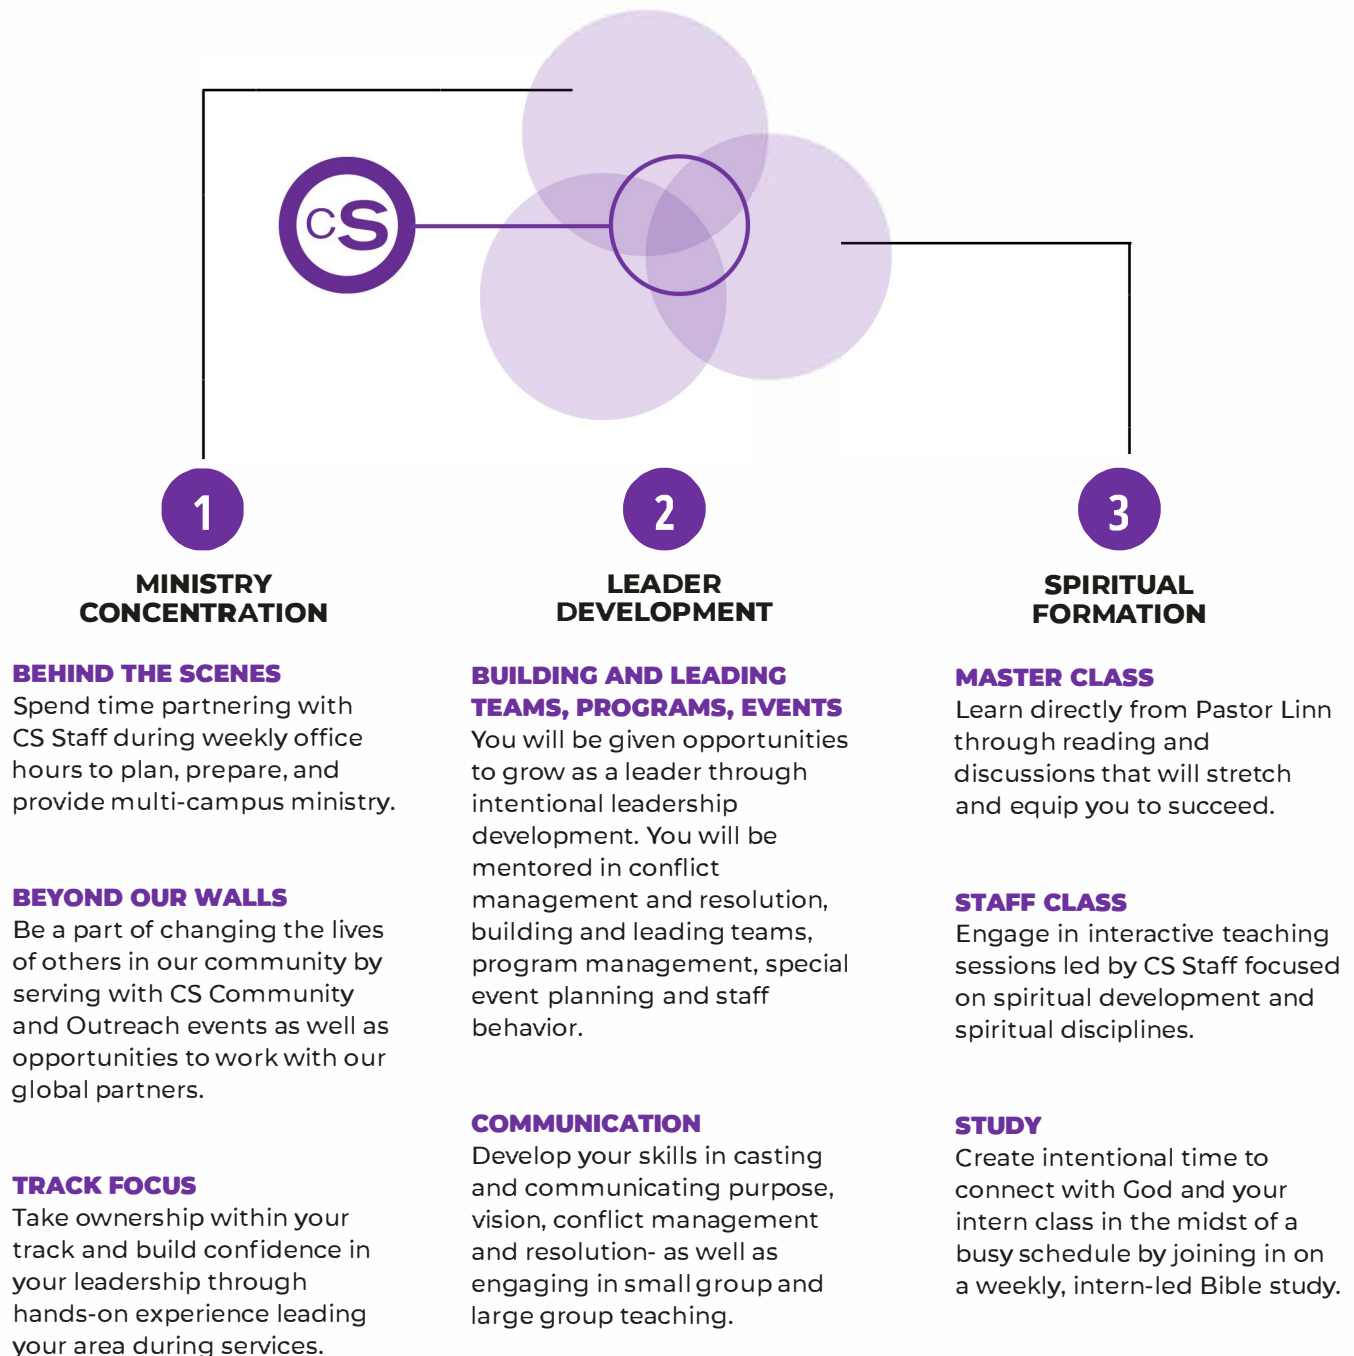 CS
1
MINISTRY
CONCENTRATION
BEHIND THE SCENES
Spend time partnering with
CS Staff during weekly office
hours to plan, prepare, and
provide multi-campus ministry.
BEYOND OUR WALLS
Be a part of changing the lives
of others in our community by
serving with CS Community
and Outreach events as well as
opportunities to work with our
global partners.
TRACK FOCUS
Take ownership within your
track and build confidence in
your leadership through
hands-on experience leading
your area during services.
2
LEADER
DEVELOPMENT
BUILDING AND LEADING
TEAMS, PROGRAMS, EVENTS
You will be given opportunities
to grow as a leader through
intentional leadership
development. You will be
mentored in conflict
management and resolution,
building and leading teams,
program management, special
event planning and staff
behavior.
COMMUNICATION
Develop your skills in casting
and communicating purpose,
vision, conflict management
and resolution- as well as
engaging in small group and
large group teaching.
3
SPIRITUAL
FORMATION
MASTER CLASS
Learn directly from Pastor Linn
through reading and
discussions that will stretch
and equip you to succeed.
STAFF CLASS
Engage in interactive teaching
sessions led by CS Staff focused
on spiritual development and
spiritual disciplines.
STUDY
Create intentional time to
connect with God and your
intern class in the midst of a
busy schedule by joining in on
a weekly, intern-led Bible study.